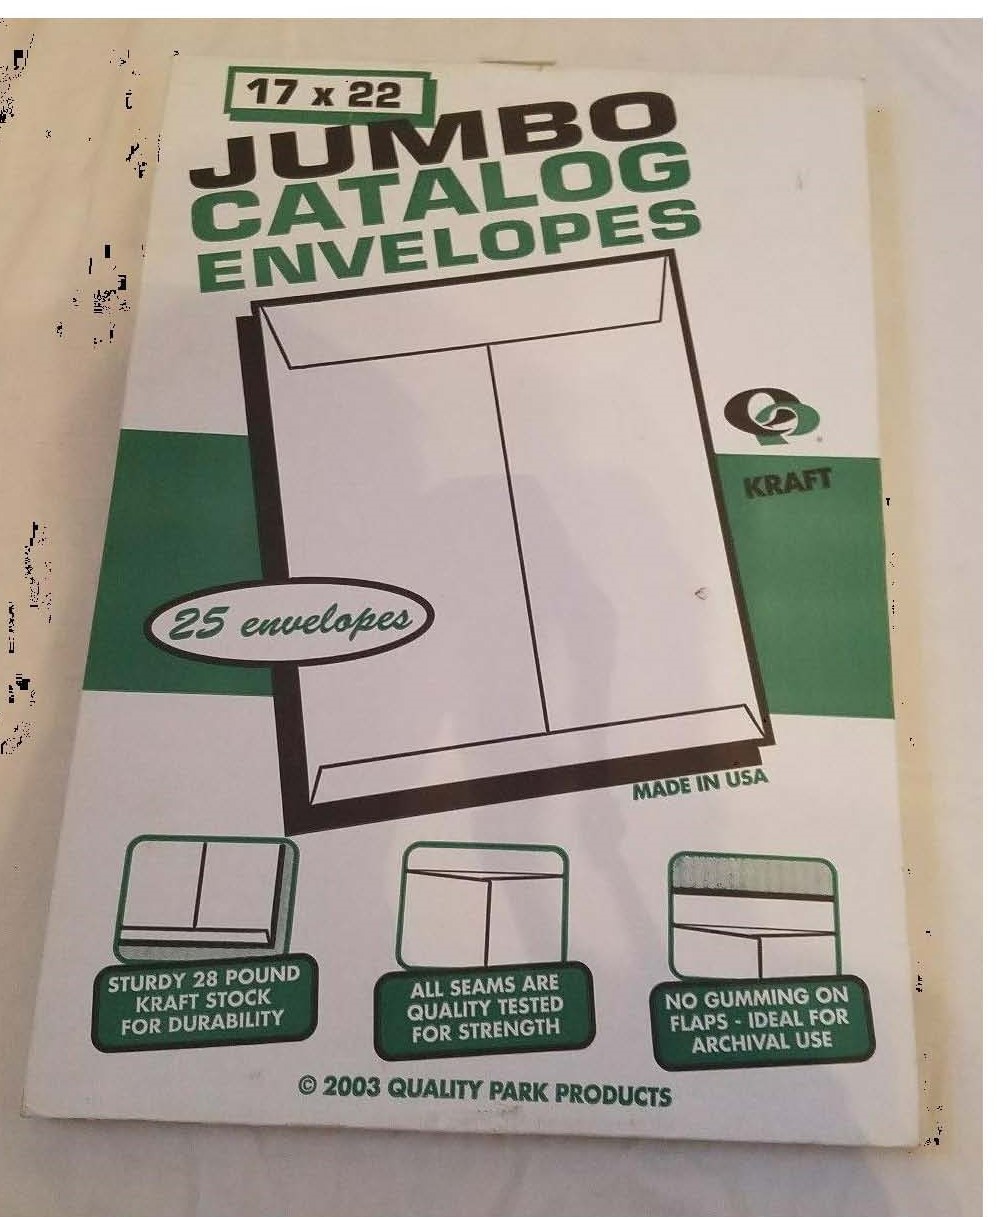 17 x 22
JUMBO
CATALOG
ENVELOPES
KRAFT
25 envelopes
MADE IN USA
STURDY 28 POUND
KRAFT STOCK
FOR DURABILITY
ALL SEAMS ARE
QUALITY TESTED
FOR STRENGTH
NO GUMMING ON
FLAPS - IDEAL FOR
ARCHIVAL USE
© 2003 QUALITY PARK PRODUCTS